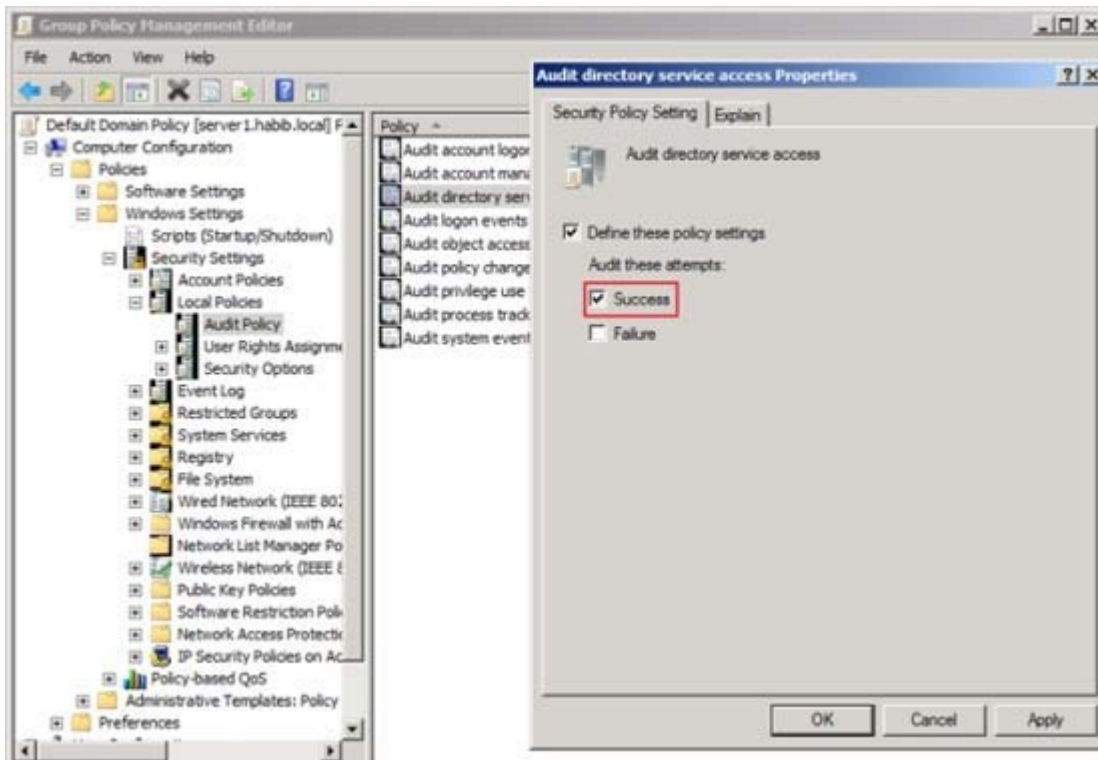 Group Policy Management Editor
File Action View Help
Default Domain Policy [server1.habib.local] P
Computer Configuration
Policies
Software Settings
Windows Settings
Scripts (Startup/Shutdown)
Security Settings
Account Policies
Local Policies
Audit Policy
User Rights Assignme
Security Options
Event Log
Restricted Groups
System Services
Registry
File System
Wired Network (IEEE 802
Windows Firewall with Ad
Network List Manager Po
Wireless Network (IEEE 8
Public Key Policies
Software Restriction Poli
Network Access Protectio
IP Security Policies on Ac
Policy-based QoS
Administrative Templates: Policy
Preferences
Policy
Audit account logon
Audit account mana
Audit directory serv
Audit logon events
Audit object access
Audit policy change
Audit privilege use
Audit process track
Audit system event
Audit directory service access Properties
Security Policy Setting Explain
Audit directory service access
Define these policy settings
Audit these attempts:
Success
Failure
OK Cancel Apply